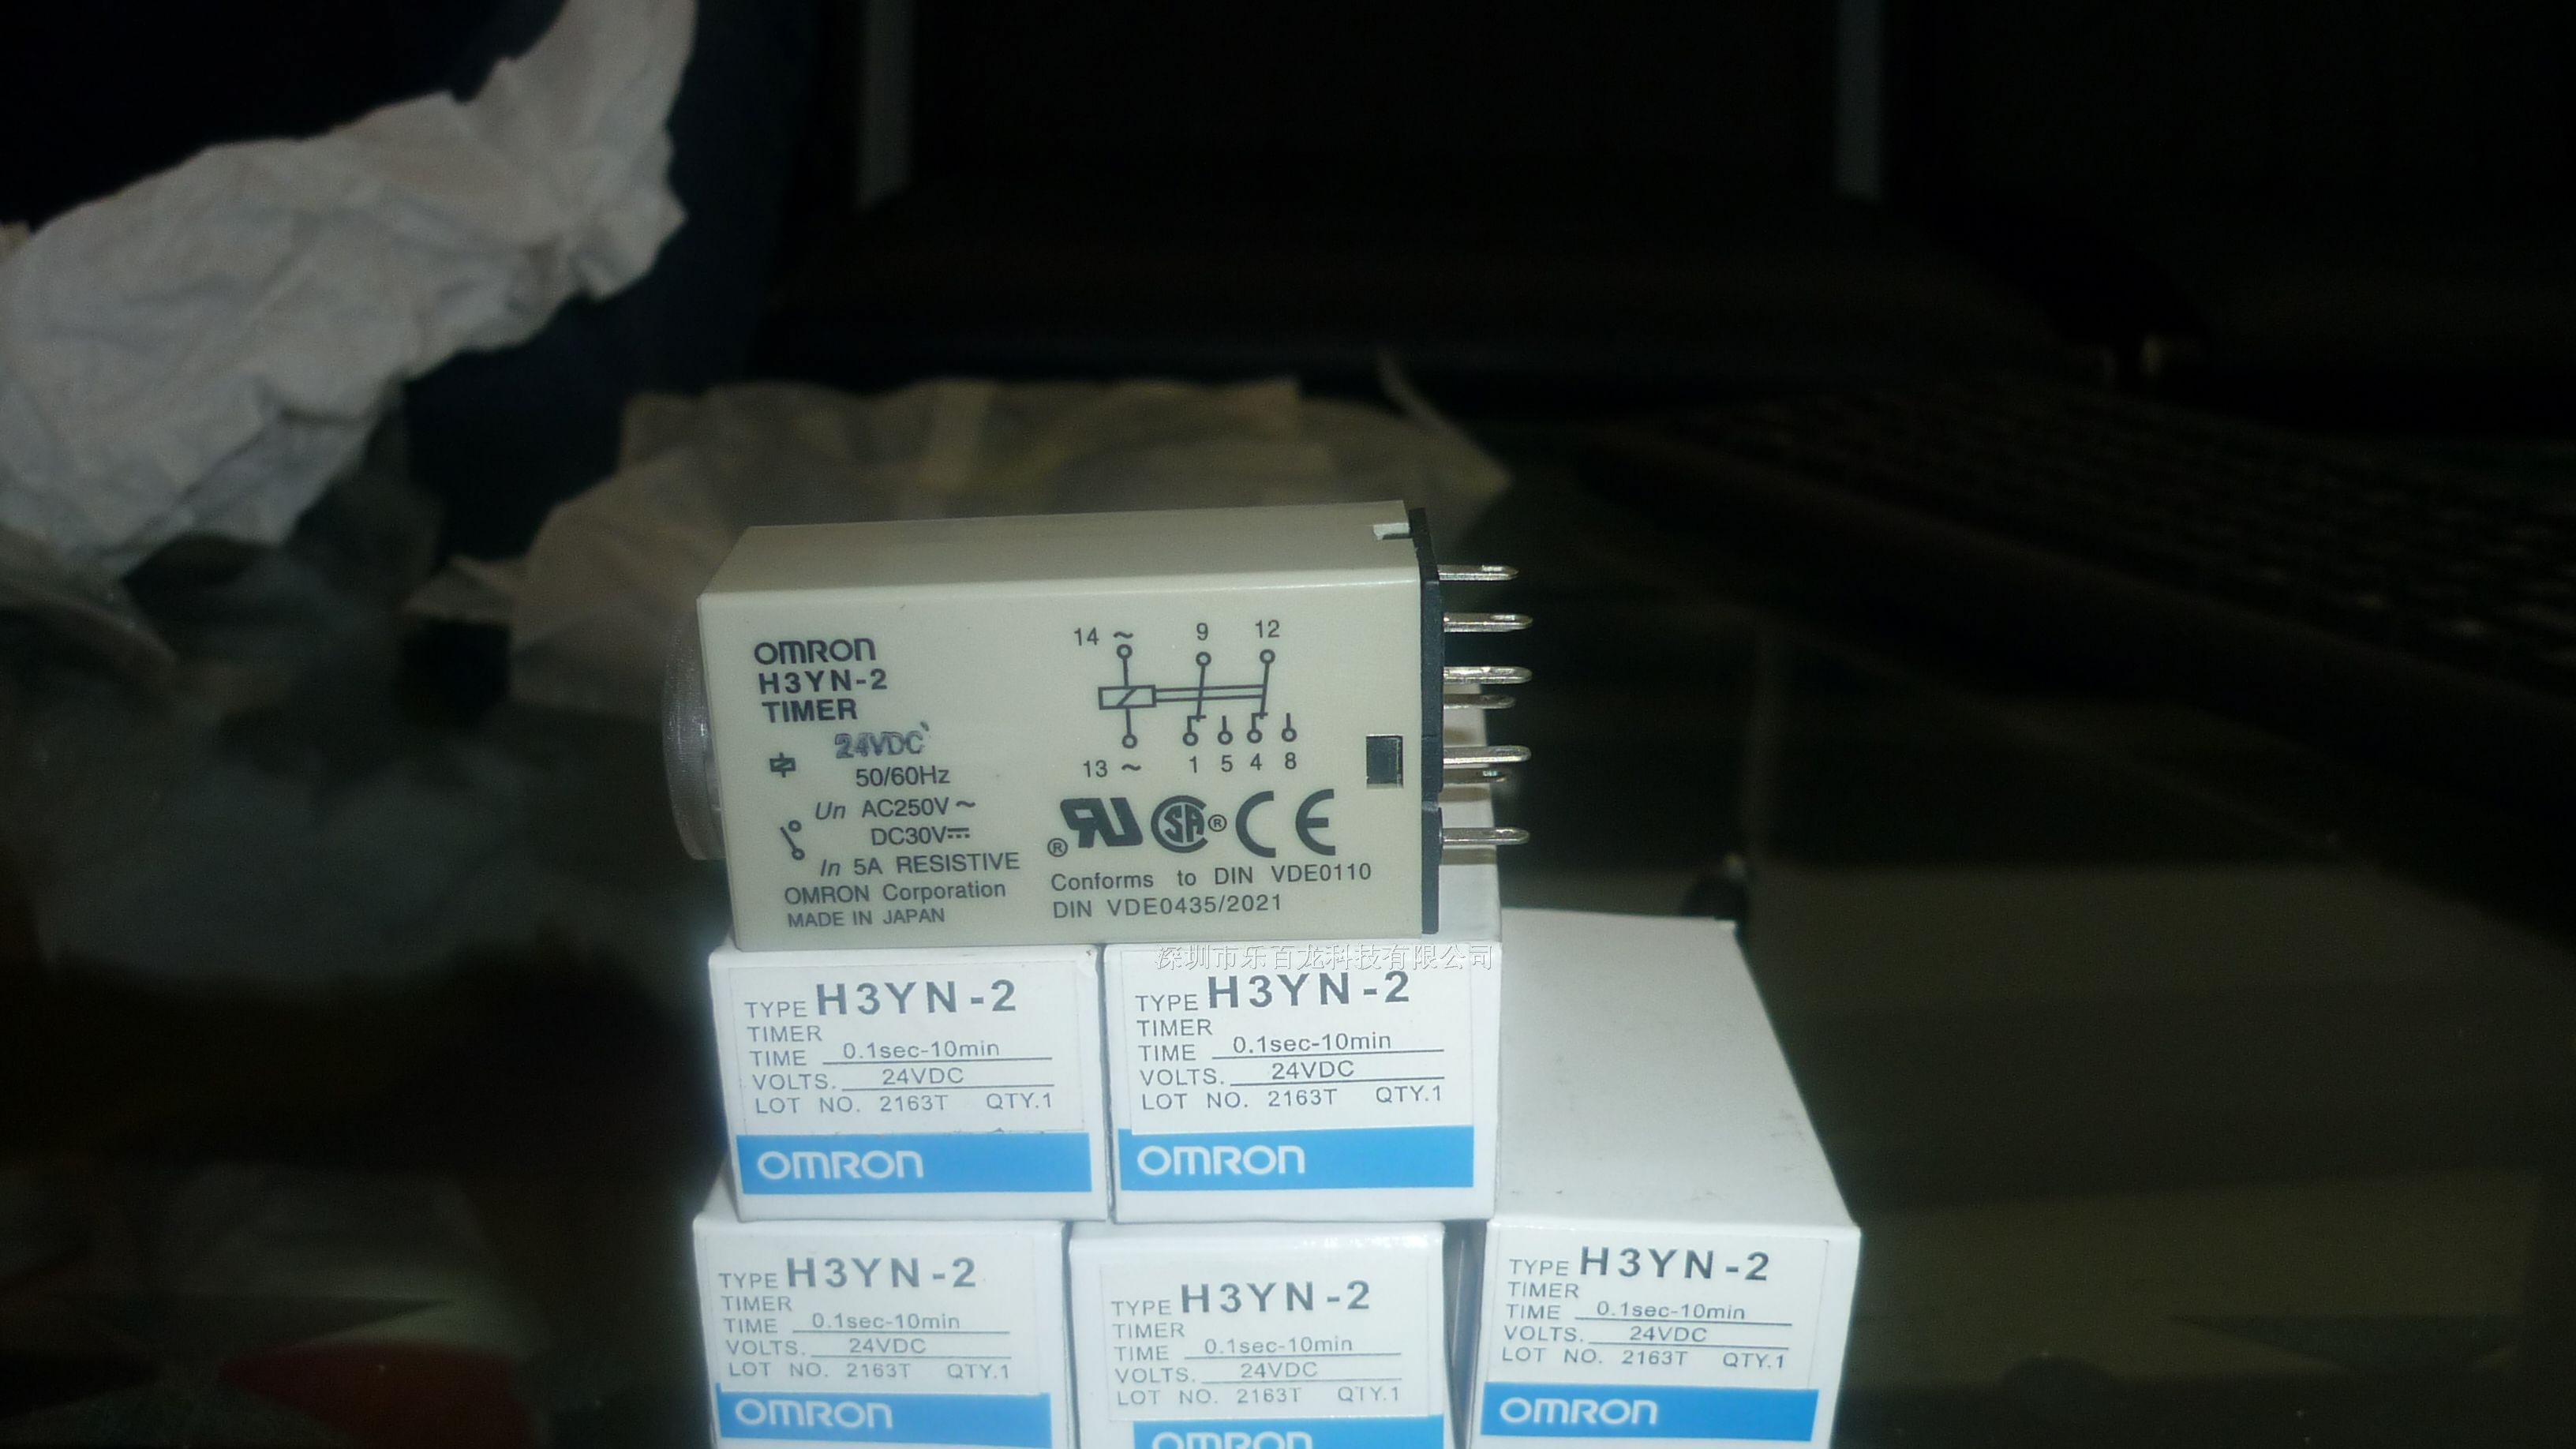 OMRON
H3YN-2
TIMER
24VDC
50/60Hz
Un AC250V~
DC30V
In 5A RESISTIVE
OMRON Corporation
MADE IN JAPAN
14 ~ 9 12
13 ~ 1 5 4 8
® RU SA ® CE
Conforms to DIN VDE0110
DIN VDE0435/2021
深圳市乐百龙科技有限公司
TYPE H3YN-2
TIMER
TIME 0.1sec-10min
VOLTS. 24VDC
LOT NO. 2163T QTY.1
OMRON
TYPE H3YN-2
TIMER
TIME 0.1sec-10min
VOLTS. 24VDC
LOT NO. 2163T QTY.1
OMRON
TYPE H3YN-2
TIMER
TIME 0.1sec-10min
VOLTS. 24VDC
LOT NO. 2163T QTY.1
OMRON
TYPE H3YN-2
TIMER
TIME 0.1sec-10min
VOLTS. 24VDC
LOT NO. 2163T QTY.1
OMRON
TYPE H3YN-2
TIMER
TIME 0.1sec-10min
VOLTS. 24VDC
LOT NO. 2163T QTY.1
OMRON